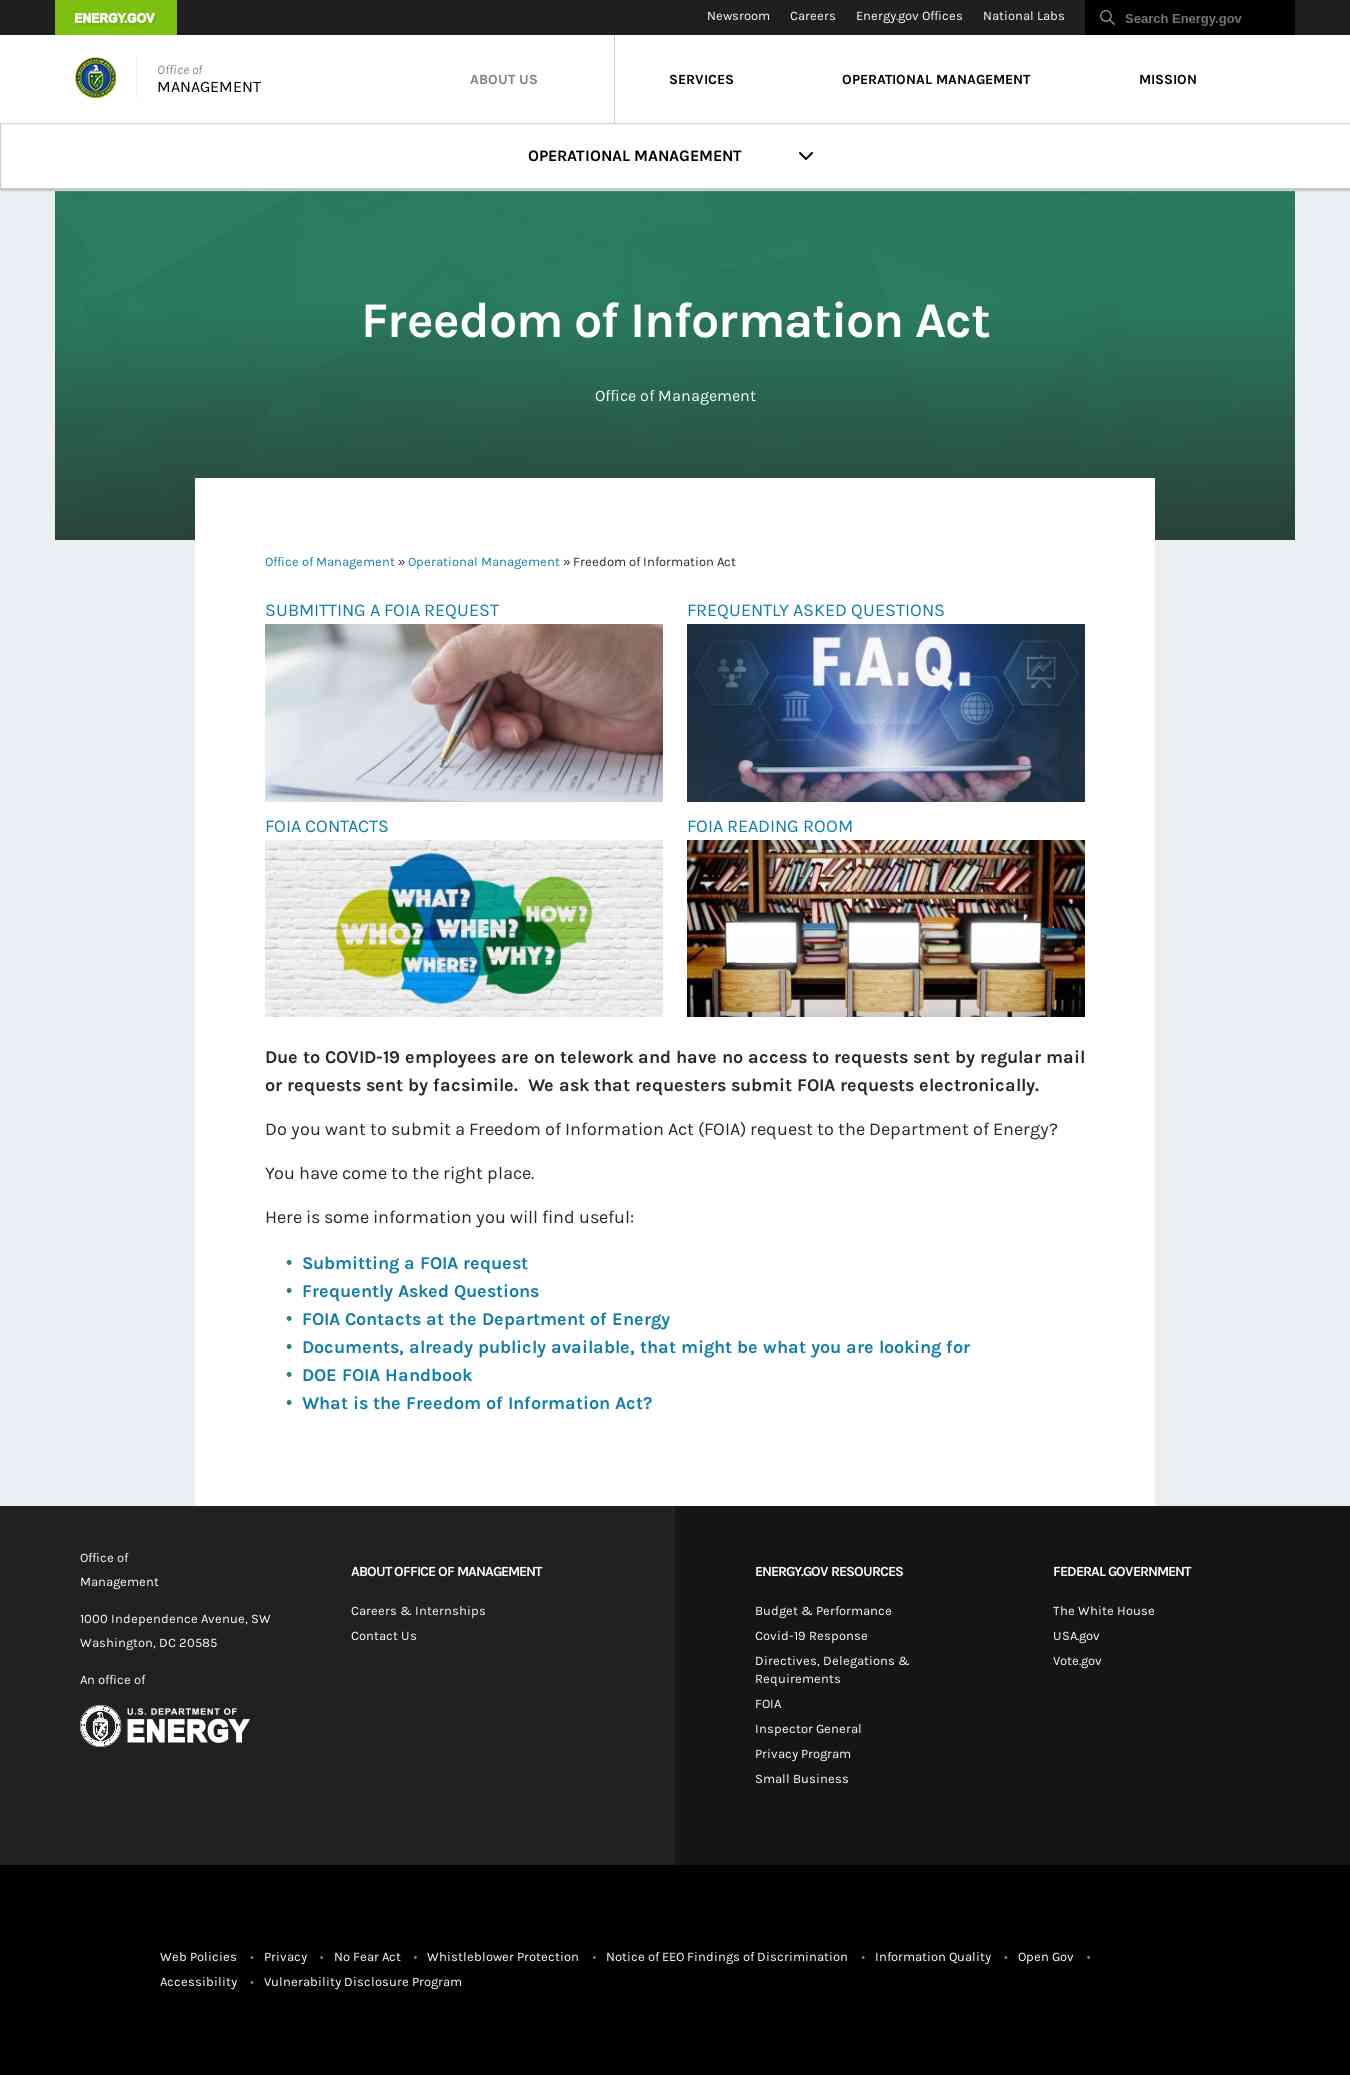 ENERGY.GOV
Newsroom Careers Energy.gov Offices National Labs Search Energy.gov
Office of
MANAGEMENT
ABOUT US SERVICES OPERATIONAL MANAGEMENT MISSION
OPERATIONAL MANAGEMENT
Freedom of Information Act
Office of Management
Office of Management » Operational Management » Freedom of Information Act
SUBMITTING A FOIA REQUEST
FREQUENTLY ASKED QUESTIONS
F.A.Q.
FOIA CONTACTS
FOIA READING ROOM
WHAT?
HOW?
WHO?
WHEN?
WHERE?
WHY?
Due to COVID-19 employees are on telework and have no access to requests sent by regular mail
or requests sent by facsimile.  We ask that requesters submit FOIA requests electronically.
Do you want to submit a Freedom of Information Act (FOIA) request to the Department of Energy?
You have come to the right place.
Here is some information you will find useful:
• Submitting a FOIA request
• Frequently Asked Questions
• FOIA Contacts at the Department of Energy
• Documents, already publicly available, that might be what you are looking for
• DOE FOIA Handbook
• What is the Freedom of Information Act?
Office of
Management
1000 Independence Avenue, SW
Washington, DC 20585
An office of
U.S. DEPARTMENT OF
ENERGY
ABOUT OFFICE OF MANAGEMENT
Careers & Internships
Contact Us
ENERGY.GOV RESOURCES
Budget & Performance
Covid-19 Response
Directives, Delegations &
Requirements
FOIA
Inspector General
Privacy Program
Small Business
FEDERAL GOVERNMENT
The White House
USA.gov
Vote.gov
Web Policies • Privacy • No Fear Act • Whistleblower Protection • Notice of EEO Findings of Discrimination • Information Quality • Open Gov •
Accessibility • Vulnerability Disclosure Program